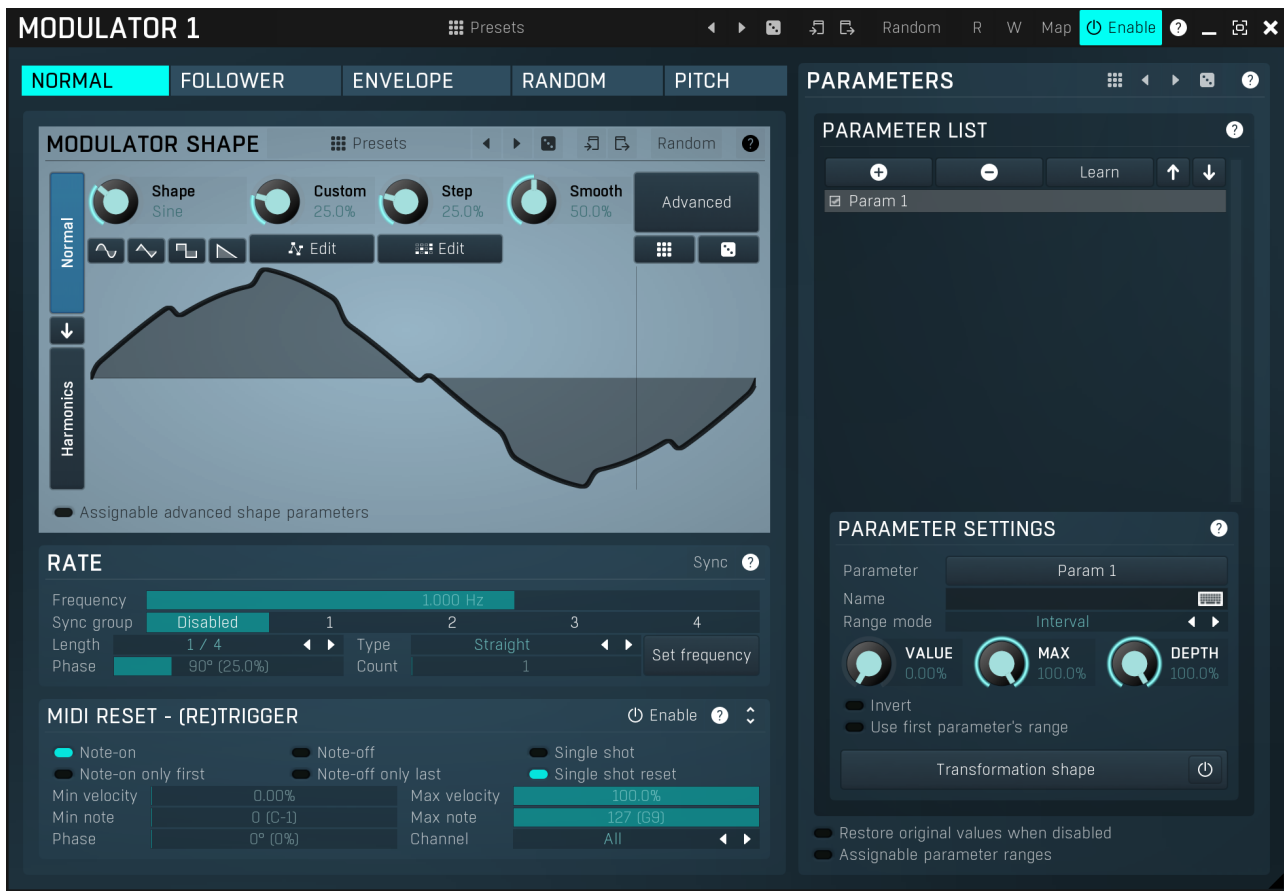 MODULATOR 1 Presets Random R W Map Enable ?
NORMAL FOLLOWER ENVELOPE RANDOM PITCH
MODULATOR SHAPE Presets Random ?
Normal
Harmonics
Shape Custom Step Smooth
Sine 25.0% 25.0% 50.0%
Advanced
Edit Edit
Assignable advanced shape parameters
RATE Sync ?
Frequency 1.000 Hz
Sync group Disabled 1 2 3 4
Length 1 / 4 Type Straight
Phase 90° (25.0%) Count 1
Set frequency
MIDI RESET - (RE)TRIGGER Enable ?
Note-on Note-off Single shot
Note-on only first Note-off only last Single shot reset
Min velocity 0.00% Max velocity 100.0%
Min note 0 (C-1) Max note 127 (G9)
Phase 0° (0%) Channel All
PARAMETERS ?
PARAMETER LIST ?
Learn
Param 1
PARAMETER SETTINGS ?
Parameter Param 1
Name
Range mode Interval
VALUE MAX DEPTH
0.00% 100.0% 100.0%
Invert
Use first parameter's range
Transformation shape
Restore original values when disabled
Assignable parameter ranges